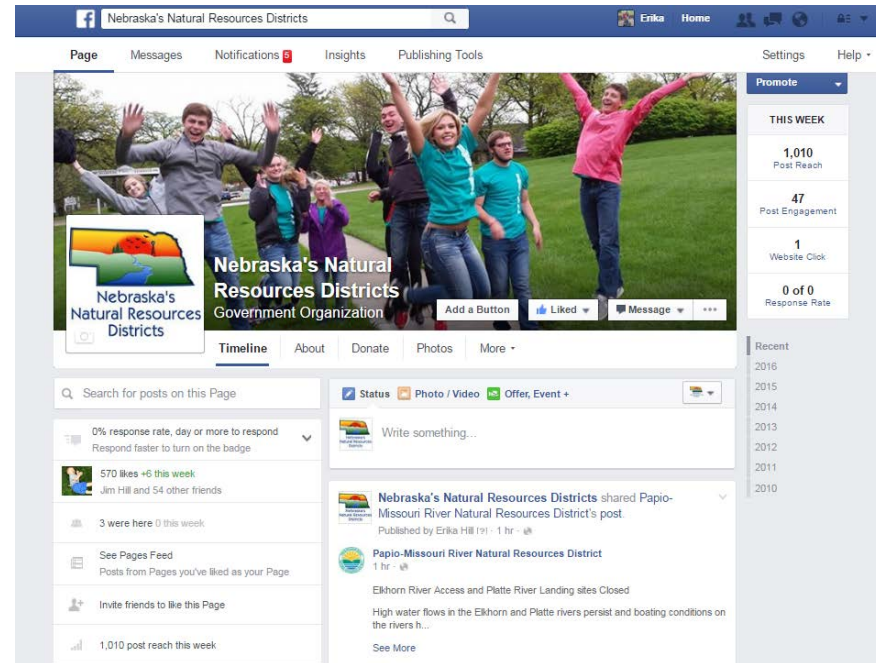 Nebraska's Natural Resources Districts
Erika
Home
Page
Messages
Notifications 5
Insights
Publishing Tools
Settings
Help
Promote
THIS WEEK
1,010
Post Reach
47
Post Engagement
1
Website Click
0 of 0
Response Rate
Nebraska's
Natural Resources
Districts
Nebraska's Natural
Resources Districts
Government Organization
Add a Button
Liked
Message
Timeline
About
Donate
Photos
More
Recent
2016
2015
2014
2013
2012
2011
2010
Search for posts on this Page
0% response rate, day or more to respond
Respond faster to turn on the badge
570 likes +6 this week
Jim Hill and 54 other friends
3 were here 0 this week
See Pages Feed
Posts from Pages you've liked as your Page
Invite friends to like this Page
1,010 post reach this week
Status
Photo / Video
Offer, Event +
Write something...
Nebraska's Natural Resources Districts shared Papio-
Missouri River Natural Resources District's post.
Published by Erika Hill [?] · 1 hr ·
Papio-Missouri River Natural Resources District
1 hr ·
Elkhorn River Access and Platte River Landing sites Closed
High water flows in the Elkhorn and Platte rivers persist and boating conditions on
the rivers h...
See More